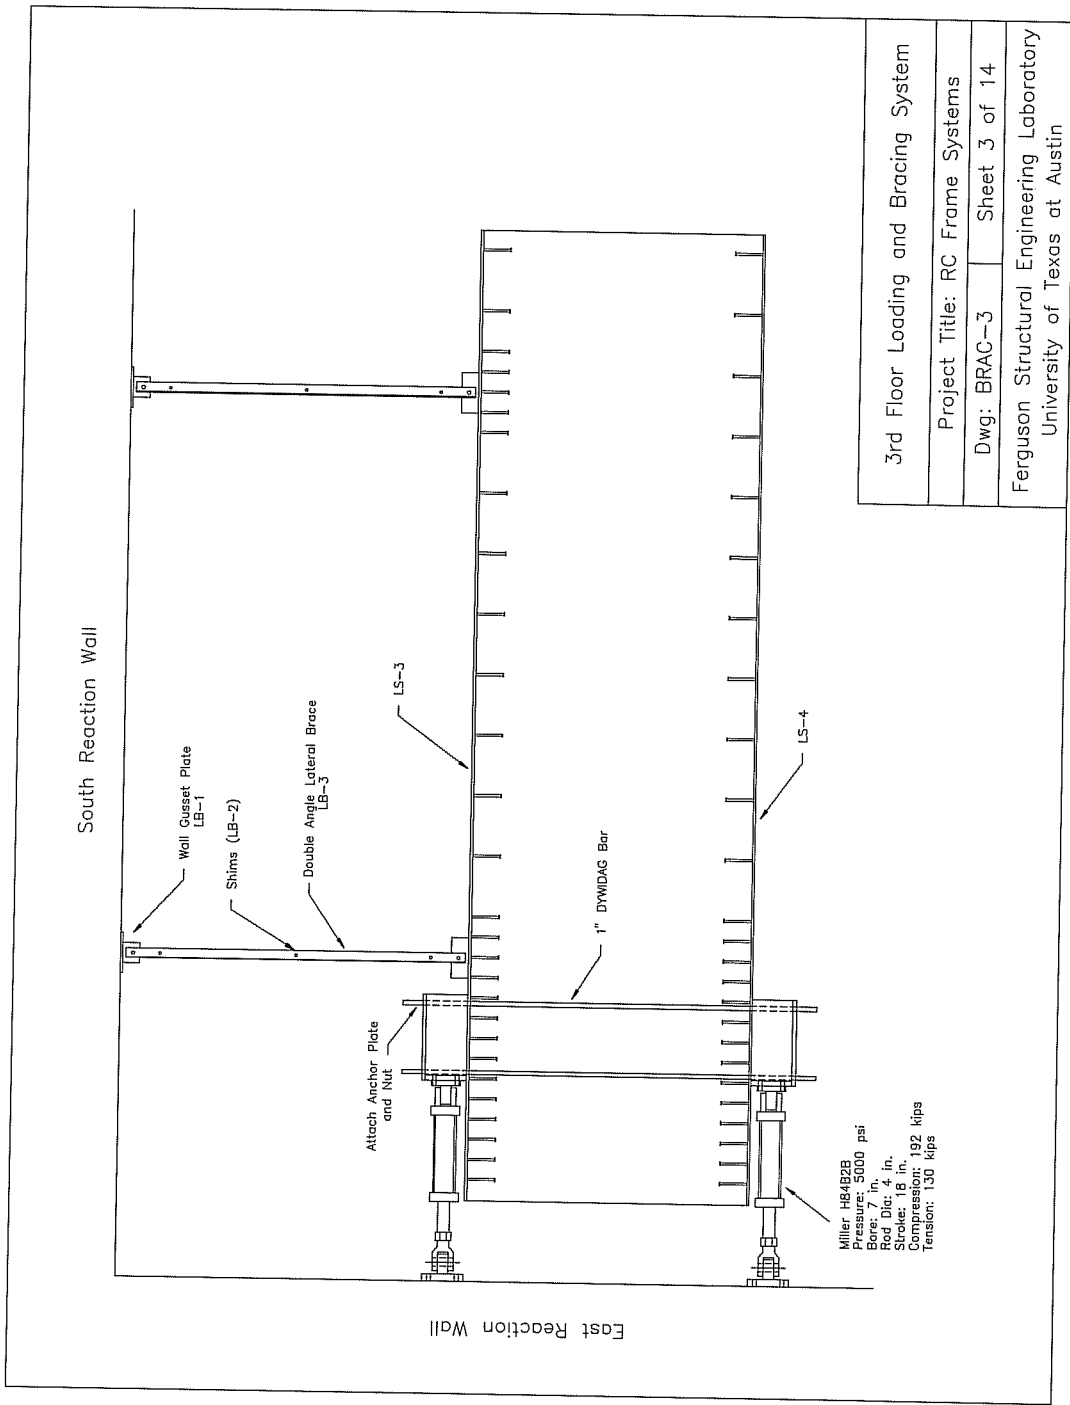 South Reaction Wall
Wall Gusset Plate
LB-1
Shims (LB-2)
Double Angle Lateral Brace
LB-3
LS-3
Attach Anchor Plate
and Nut
1" DYWIDAG Bar
LS-4
East Reaction Wall
Miller H84B2B
Pressure: 5000 psi
Bore: 7 in.
Rod Dia: 4 in.
Stroke: 18 in.
Compression: 192 kips
Tension: 130 kips
3rd Floor Loading and Bracing System
Project Title: RC Frame Systems
Dwg: BRAC-3
Sheet 3 of 14
Ferguson Structural Engineering Laboratory
University of Texas at Austin